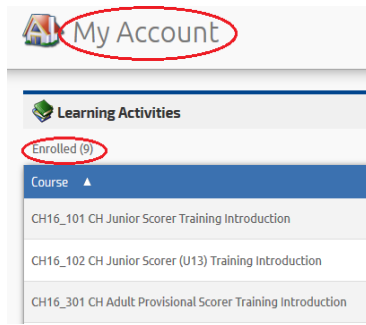 My Account
Learning Activities
Enrolled (9)
Course ▲
CH16_101 CH Junior Scorer Training Introduction
CH16_102 CH Junior Scorer (U13) Training Introduction
CH16_301 CH Adult Provisional Scorer Training Introduction